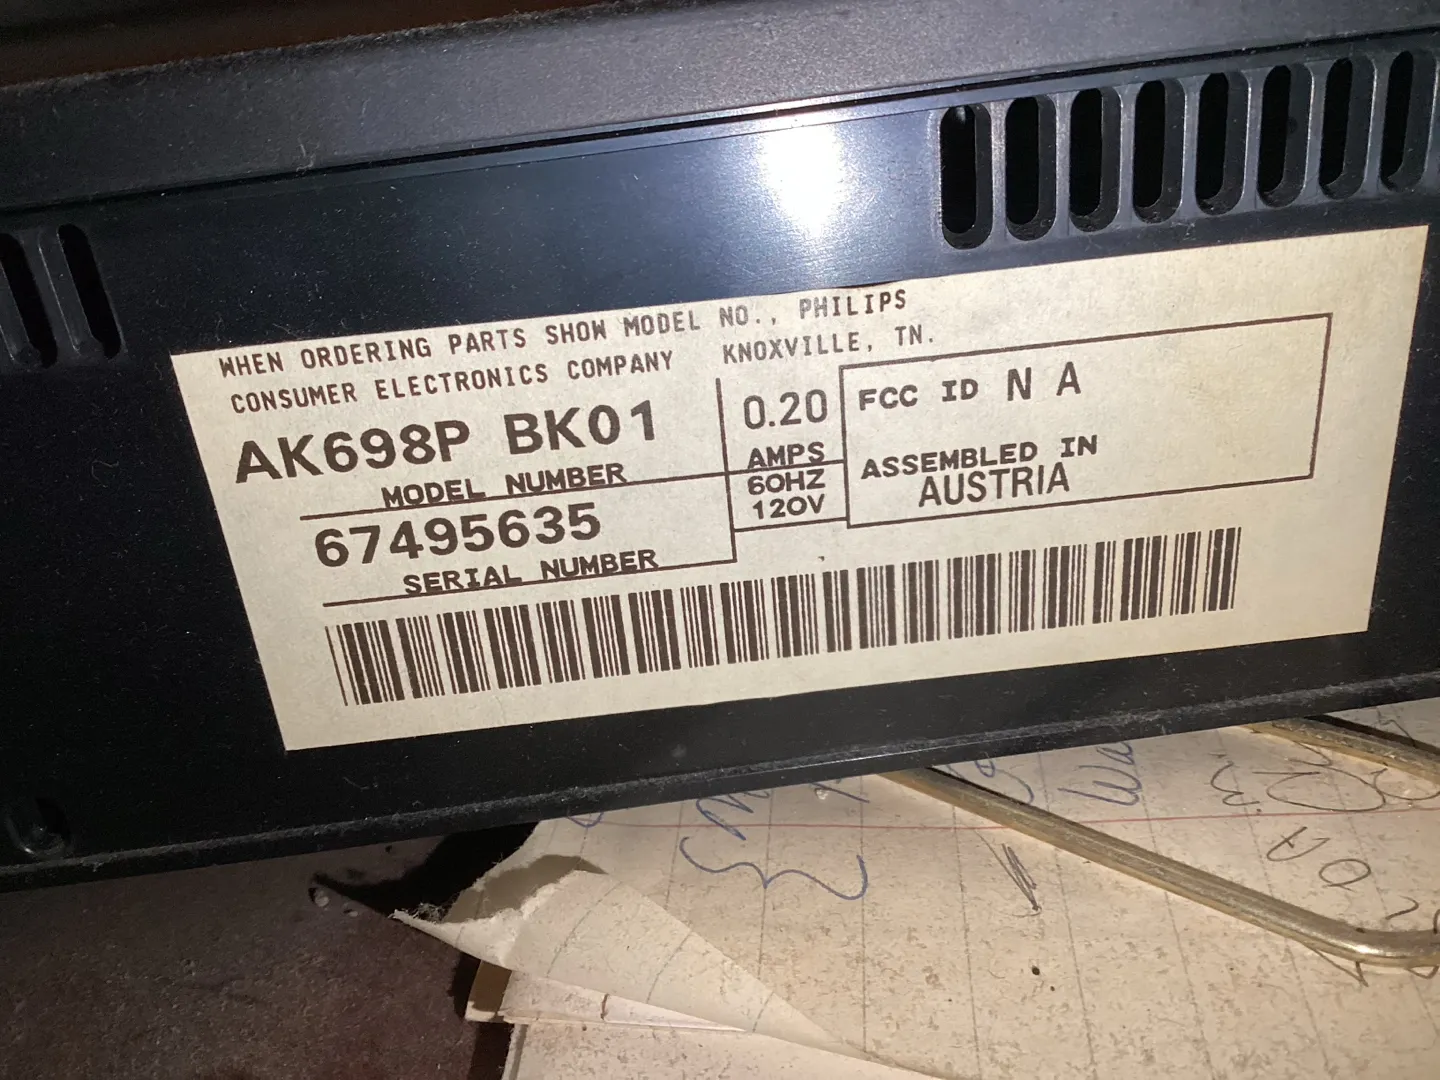 WHEN ORDERING PARTS SHOW MODEL NO., PHILIPS
CONSUMER ELECTRONICS COMPANY KNOXVILLE, TN.
AK698P BK01
MODEL NUMBER
67495635
SERIAL NUMBER
0.20
AMPS
60HZ
120V
FCC ID N A
ASSEMBLED IN
AUSTRIA